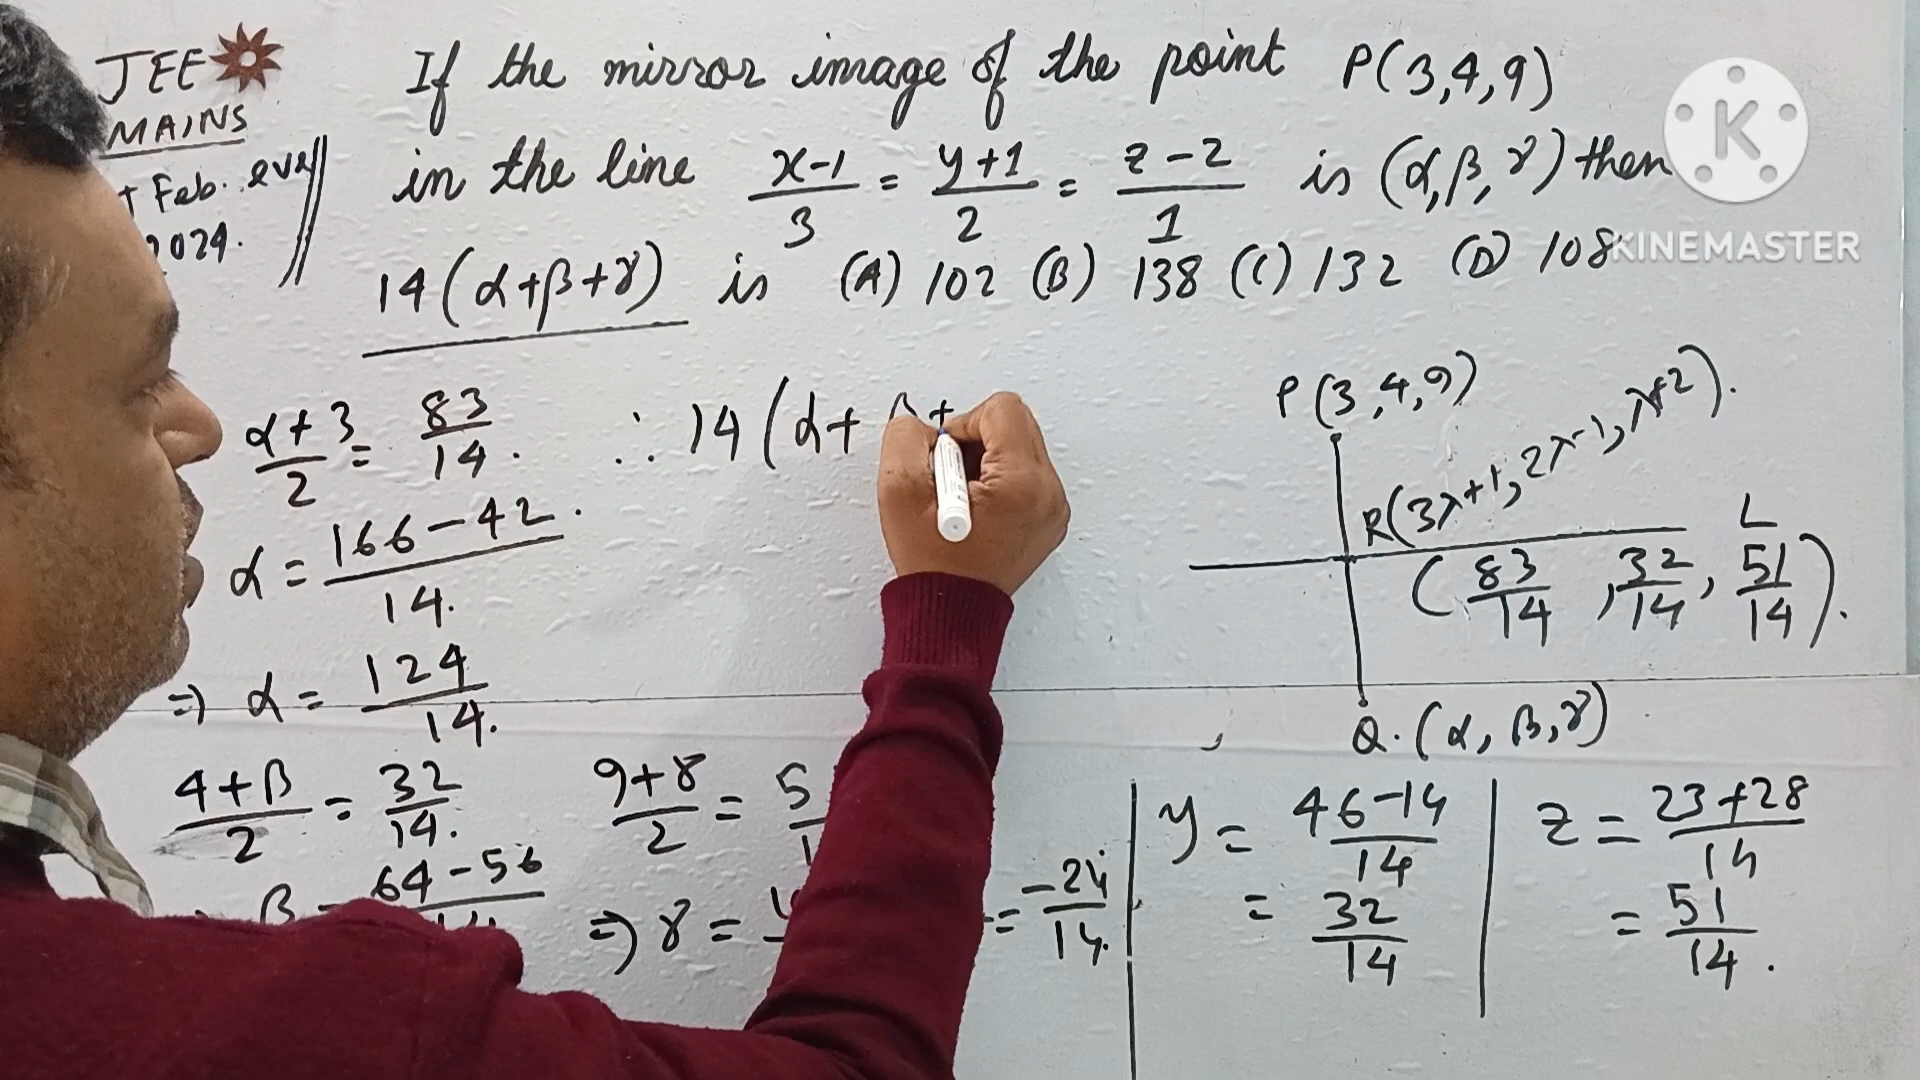 JEE
MAINS
Feb. eve
2024.
If the mirror image of the point P(3,4,9)
in the line (x-1)/3 = (y+1)/2 = (z-2)/1 is (α,β,γ) then
14(α+β+γ) is (A) 102 (B) 138 (C) 132 (D) 108
KINEMASTER
(α+3)/2 = 83/14.
α = (166-42)/14.
⇒ α = 124/14.
(4+β)/2 = 32/14.
β = (64-56)/
∴ 14(α+β+
(9+γ)/2 = 5
⇒ γ =
= -24/14.
P(3,4,9)
R(3λ+1, 2λ-1, λ+2).
L
(83/14, 32/14, 51/14).
Q.(α, β, γ)
y = (46-14)/14
= 32/14
z = (23+28)/14
= 51/14.